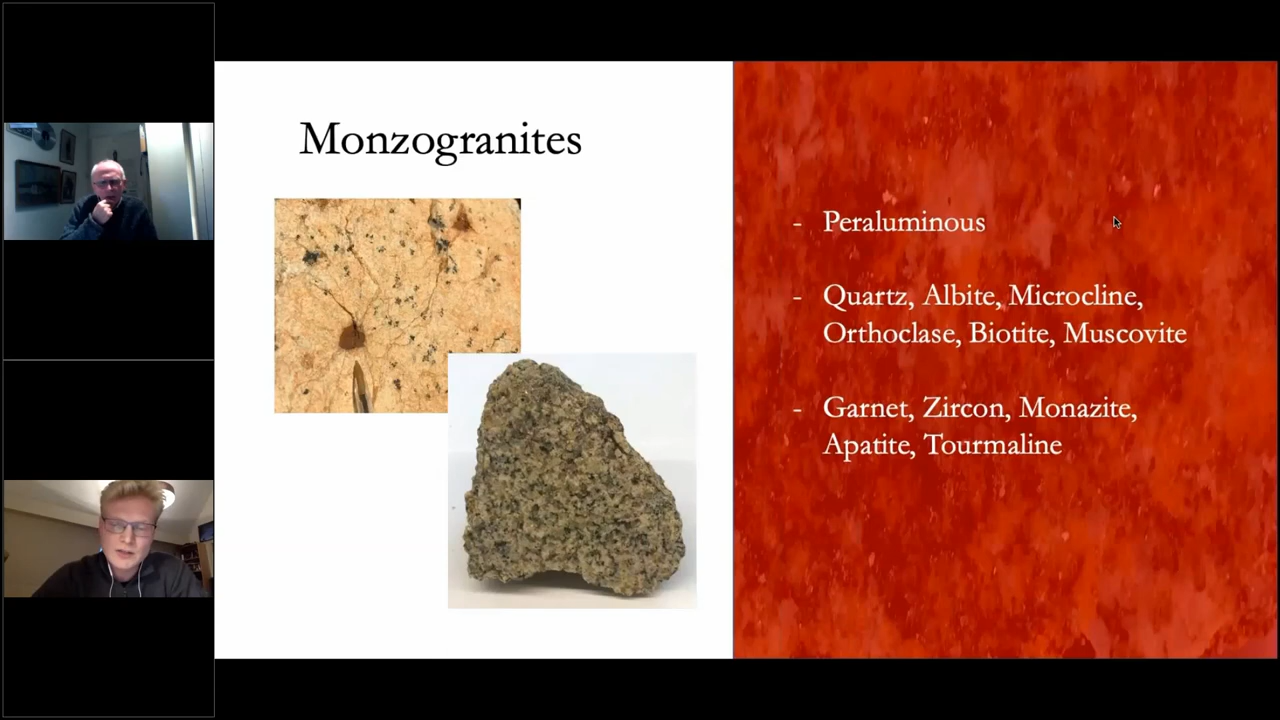 Monzogranites
- Peraluminous
- Quartz, Albite, Microcline,
Orthoclase, Biotite, Muscovite
- Garnet, Zircon, Monazite,
Apatite, Tourmaline